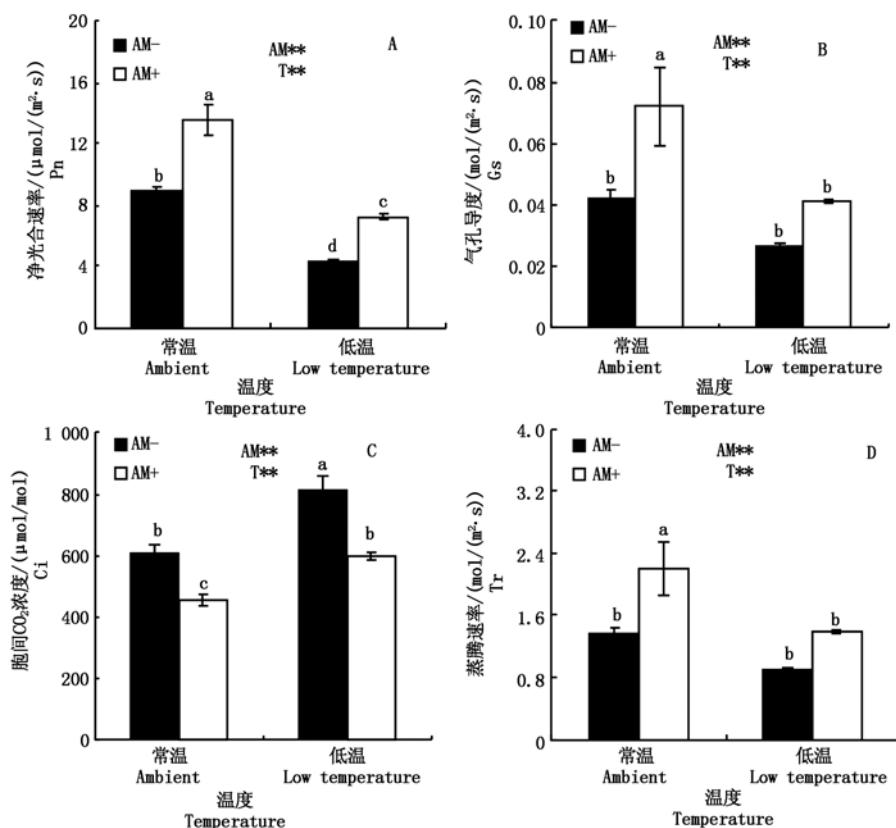 20
16
12
8
4
0
净光合速率/(μmol/(m²·s))
Pn
AM−
AM+
AM**
T**
A
b
a
d
c
常温
Ambient
低温
Low temperature
温度
Temperature
0.10
0.08
0.06
0.04
0.02
0
气孔导度/(mol/(m²·s))
Gs
AM−
AM+
AM**
T**
B
b
a
b
b
常温
Ambient
低温
Low temperature
温度
Temperature
1 000
800
600
400
200
0
胞间CO₂浓度/(μmol/mol)
Ci
AM−
AM+
AM**
T**
C
b
c
a
b
常温
Ambient
低温
Low temperature
温度
Temperature
4.0
3.2
2.4
1.6
0.8
0
蒸腾速率/(mol/(m²·s))
Tr
AM−
AM+
AM**
T**
D
b
a
b
b
常温
Ambient
低温
Low temperature
温度
Temperature